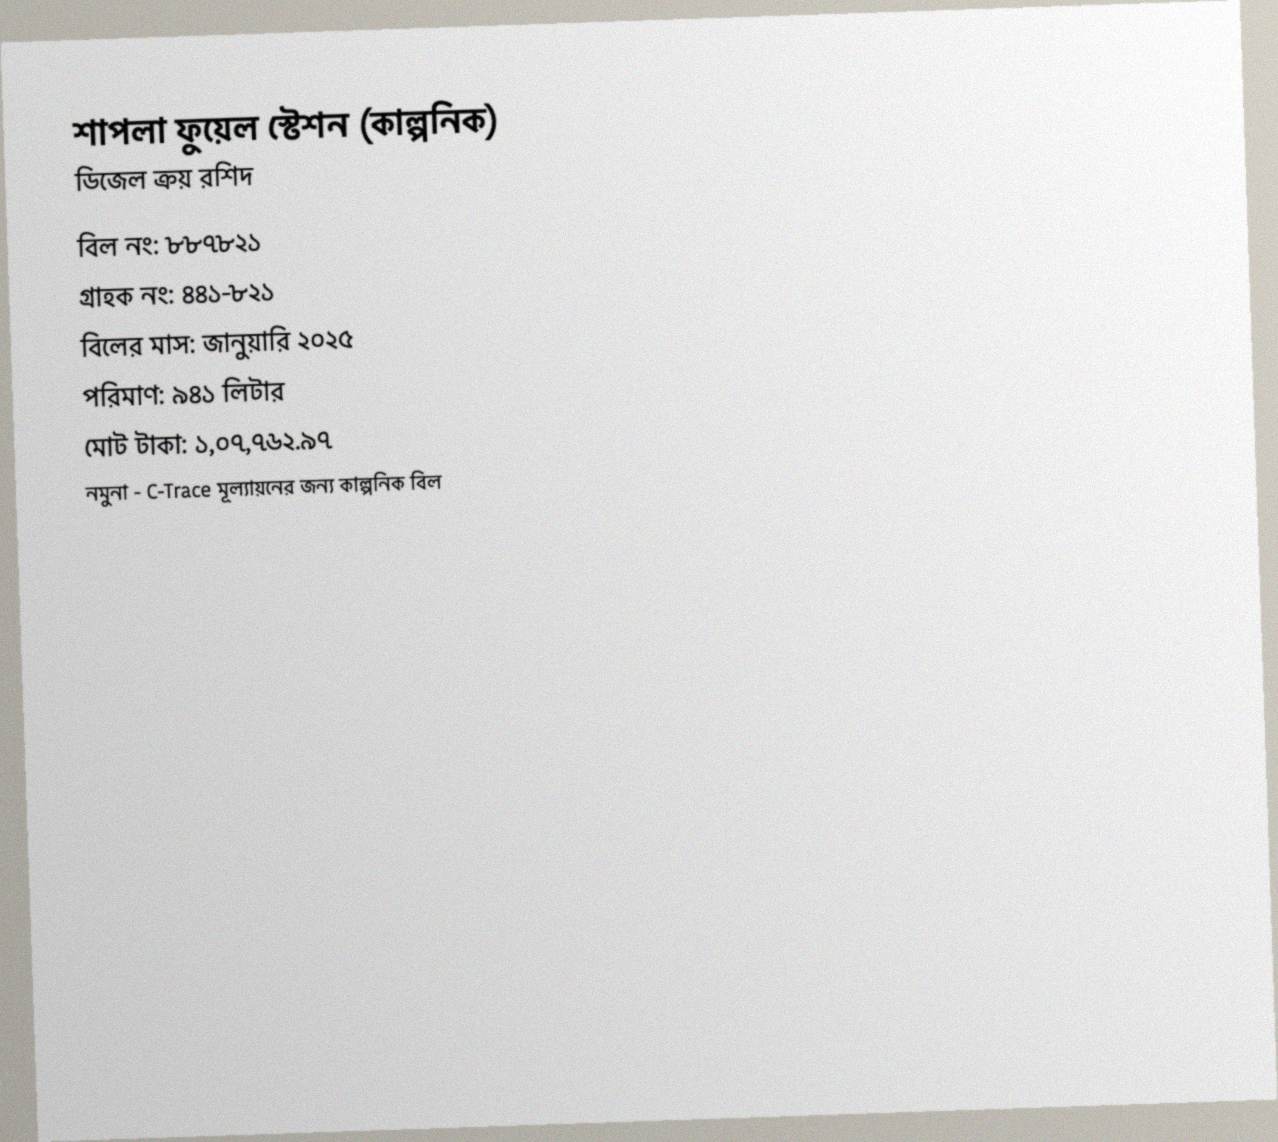 শাপলা ফুয়েল স্টেশন (কাল্পনিক)
ডিজেল ক্রয় রশিদ
বিল নং: ৮৮৭৮২১
গ্রাহক নং: ৪৪১-৮২১
বিলের মাস: জানুয়ারি ২০২৫
পরিমাণ: ৯৪১ লিটার
মোট টাকা: ১,০৭,৭৬২.৯৭
নমুনা - C-Trace মূল্যায়নের জন্য কাল্পনিক বিল